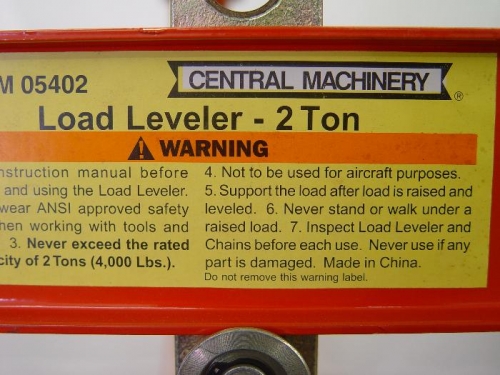 M 05402
CENTRAL MACHINERY
®
Load Leveler - 2 Ton
WARNING
nstruction manual before
and using the Load Leveler.
wear ANSI approved safety
hen working with tools and
3. Never exceed the rated
city of 2 Tons (4,000 Lbs.).
4. Not to be used for aircraft purposes.
5. Support the load after load is raised and
leveled. 6. Never stand or walk under a
raised load. 7. Inspect Load Leveler and
Chains before each use. Never use if any
part is damaged. Made in China.
Do not remove this warning label.